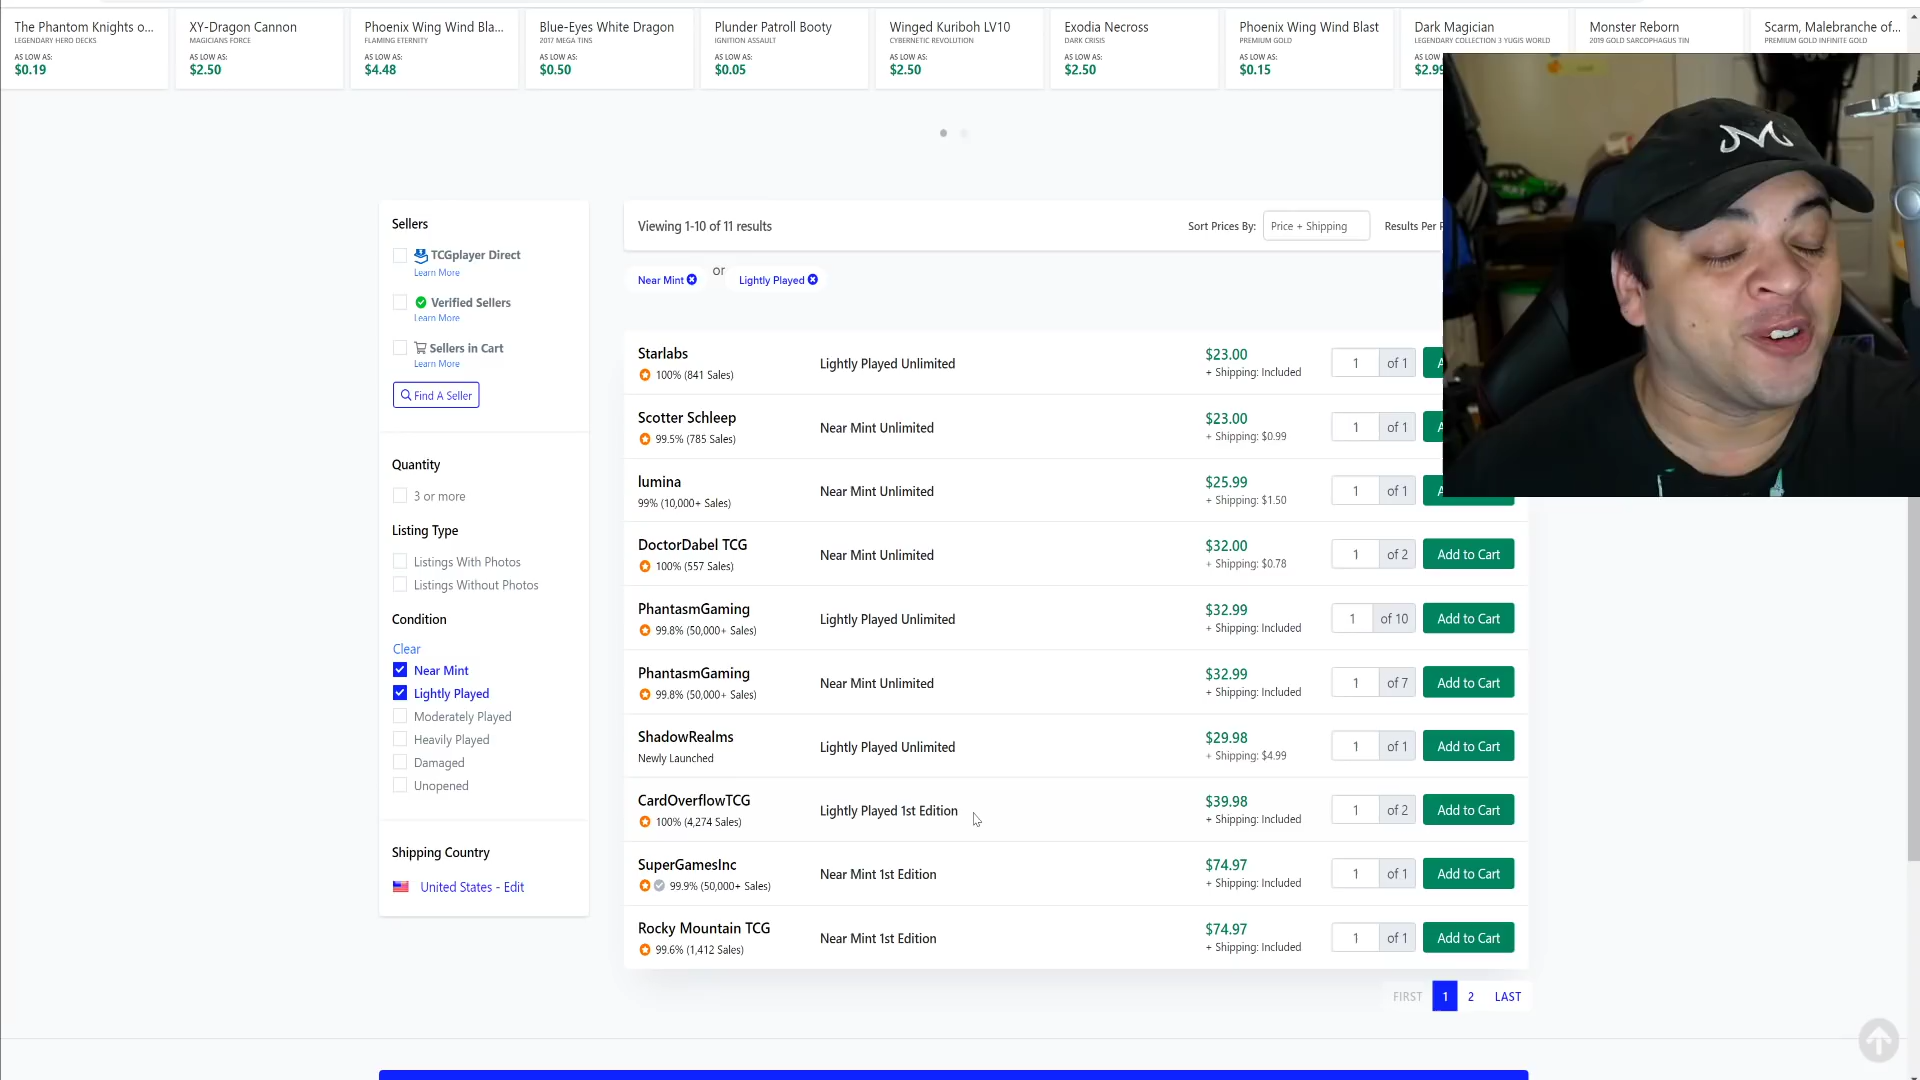 The Phantom Knights o...
LEGENDARY HERO DECKS
AS LOW AS:
$0.19
XY-Dragon Cannon
MAGICIANS FORCE
AS LOW AS:
$2.50
Phoenix Wing Wind Bla...
FLAMING ETERNITY
AS LOW AS:
$4.48
Blue-Eyes White Dragon
2017 MEGA TINS
AS LOW AS:
$0.50
Plunder Patroll Booty
IGNITION ASSAULT
AS LOW AS:
$0.05
Winged Kuriboh LV10
CYBERNETIC REVOLUTION
AS LOW AS:
$2.50
Exodia Necross
DARK CRISIS
AS LOW AS:
$2.50
Phoenix Wing Wind Blast
PREMIUM GOLD
AS LOW AS:
$0.15
Dark Magician
LEGENDARY COLLECTION 3 YUGIS WORLD
AS LOW
$2.99
Monster Reborn
2019 GOLD SARCOPHAGUS TIN
Scarm, Malebranche of...
PREMIUM GOLD INFINITE GOLD
Sellers
TCGplayer Direct
Learn More
Verified Sellers
Learn More
Sellers in Cart
Learn More
Find A Seller
Quantity
3 or more
Listing Type
Listings With Photos
Listings Without Photos
Condition
Clear
Near Mint
Lightly Played
Moderately Played
Heavily Played
Damaged
Unopened
Shipping Country
United States - Edit
Viewing 1-10 of 11 results
Sort Prices By: Price + Shipping Results Per
Near Mint or Lightly Played
Starlabs
100% (841 Sales)
Lightly Played Unlimited
$23.00
+ Shipping: Included
1 of 1
Scotter Schleep
99.5% (785 Sales)
Near Mint Unlimited
$23.00
+ Shipping: $0.99
1 of 1
lumina
99% (10,000+ Sales)
Near Mint Unlimited
$25.99
+ Shipping: $1.50
1 of 1
DoctorDabel TCG
100% (557 Sales)
Near Mint Unlimited
$32.00
+ Shipping: $0.78
1 of 2 Add to Cart
PhantasmGaming
99.8% (50,000+ Sales)
Lightly Played Unlimited
$32.99
+ Shipping: Included
1 of 10 Add to Cart
PhantasmGaming
99.8% (50,000+ Sales)
Near Mint Unlimited
$32.99
+ Shipping: Included
1 of 7 Add to Cart
ShadowRealms
Newly Launched
Lightly Played Unlimited
$29.98
+ Shipping: $4.99
1 of 1 Add to Cart
CardOverflowTCG
100% (4,274 Sales)
Lightly Played 1st Edition
$39.98
+ Shipping: Included
1 of 2 Add to Cart
SuperGamesInc
99.9% (50,000+ Sales)
Near Mint 1st Edition
$74.97
+ Shipping: Included
1 of 1 Add to Cart
Rocky Mountain TCG
99.6% (1,412 Sales)
Near Mint 1st Edition
$74.97
+ Shipping: Included
1 of 1 Add to Cart
FIRST 1 2 LAST